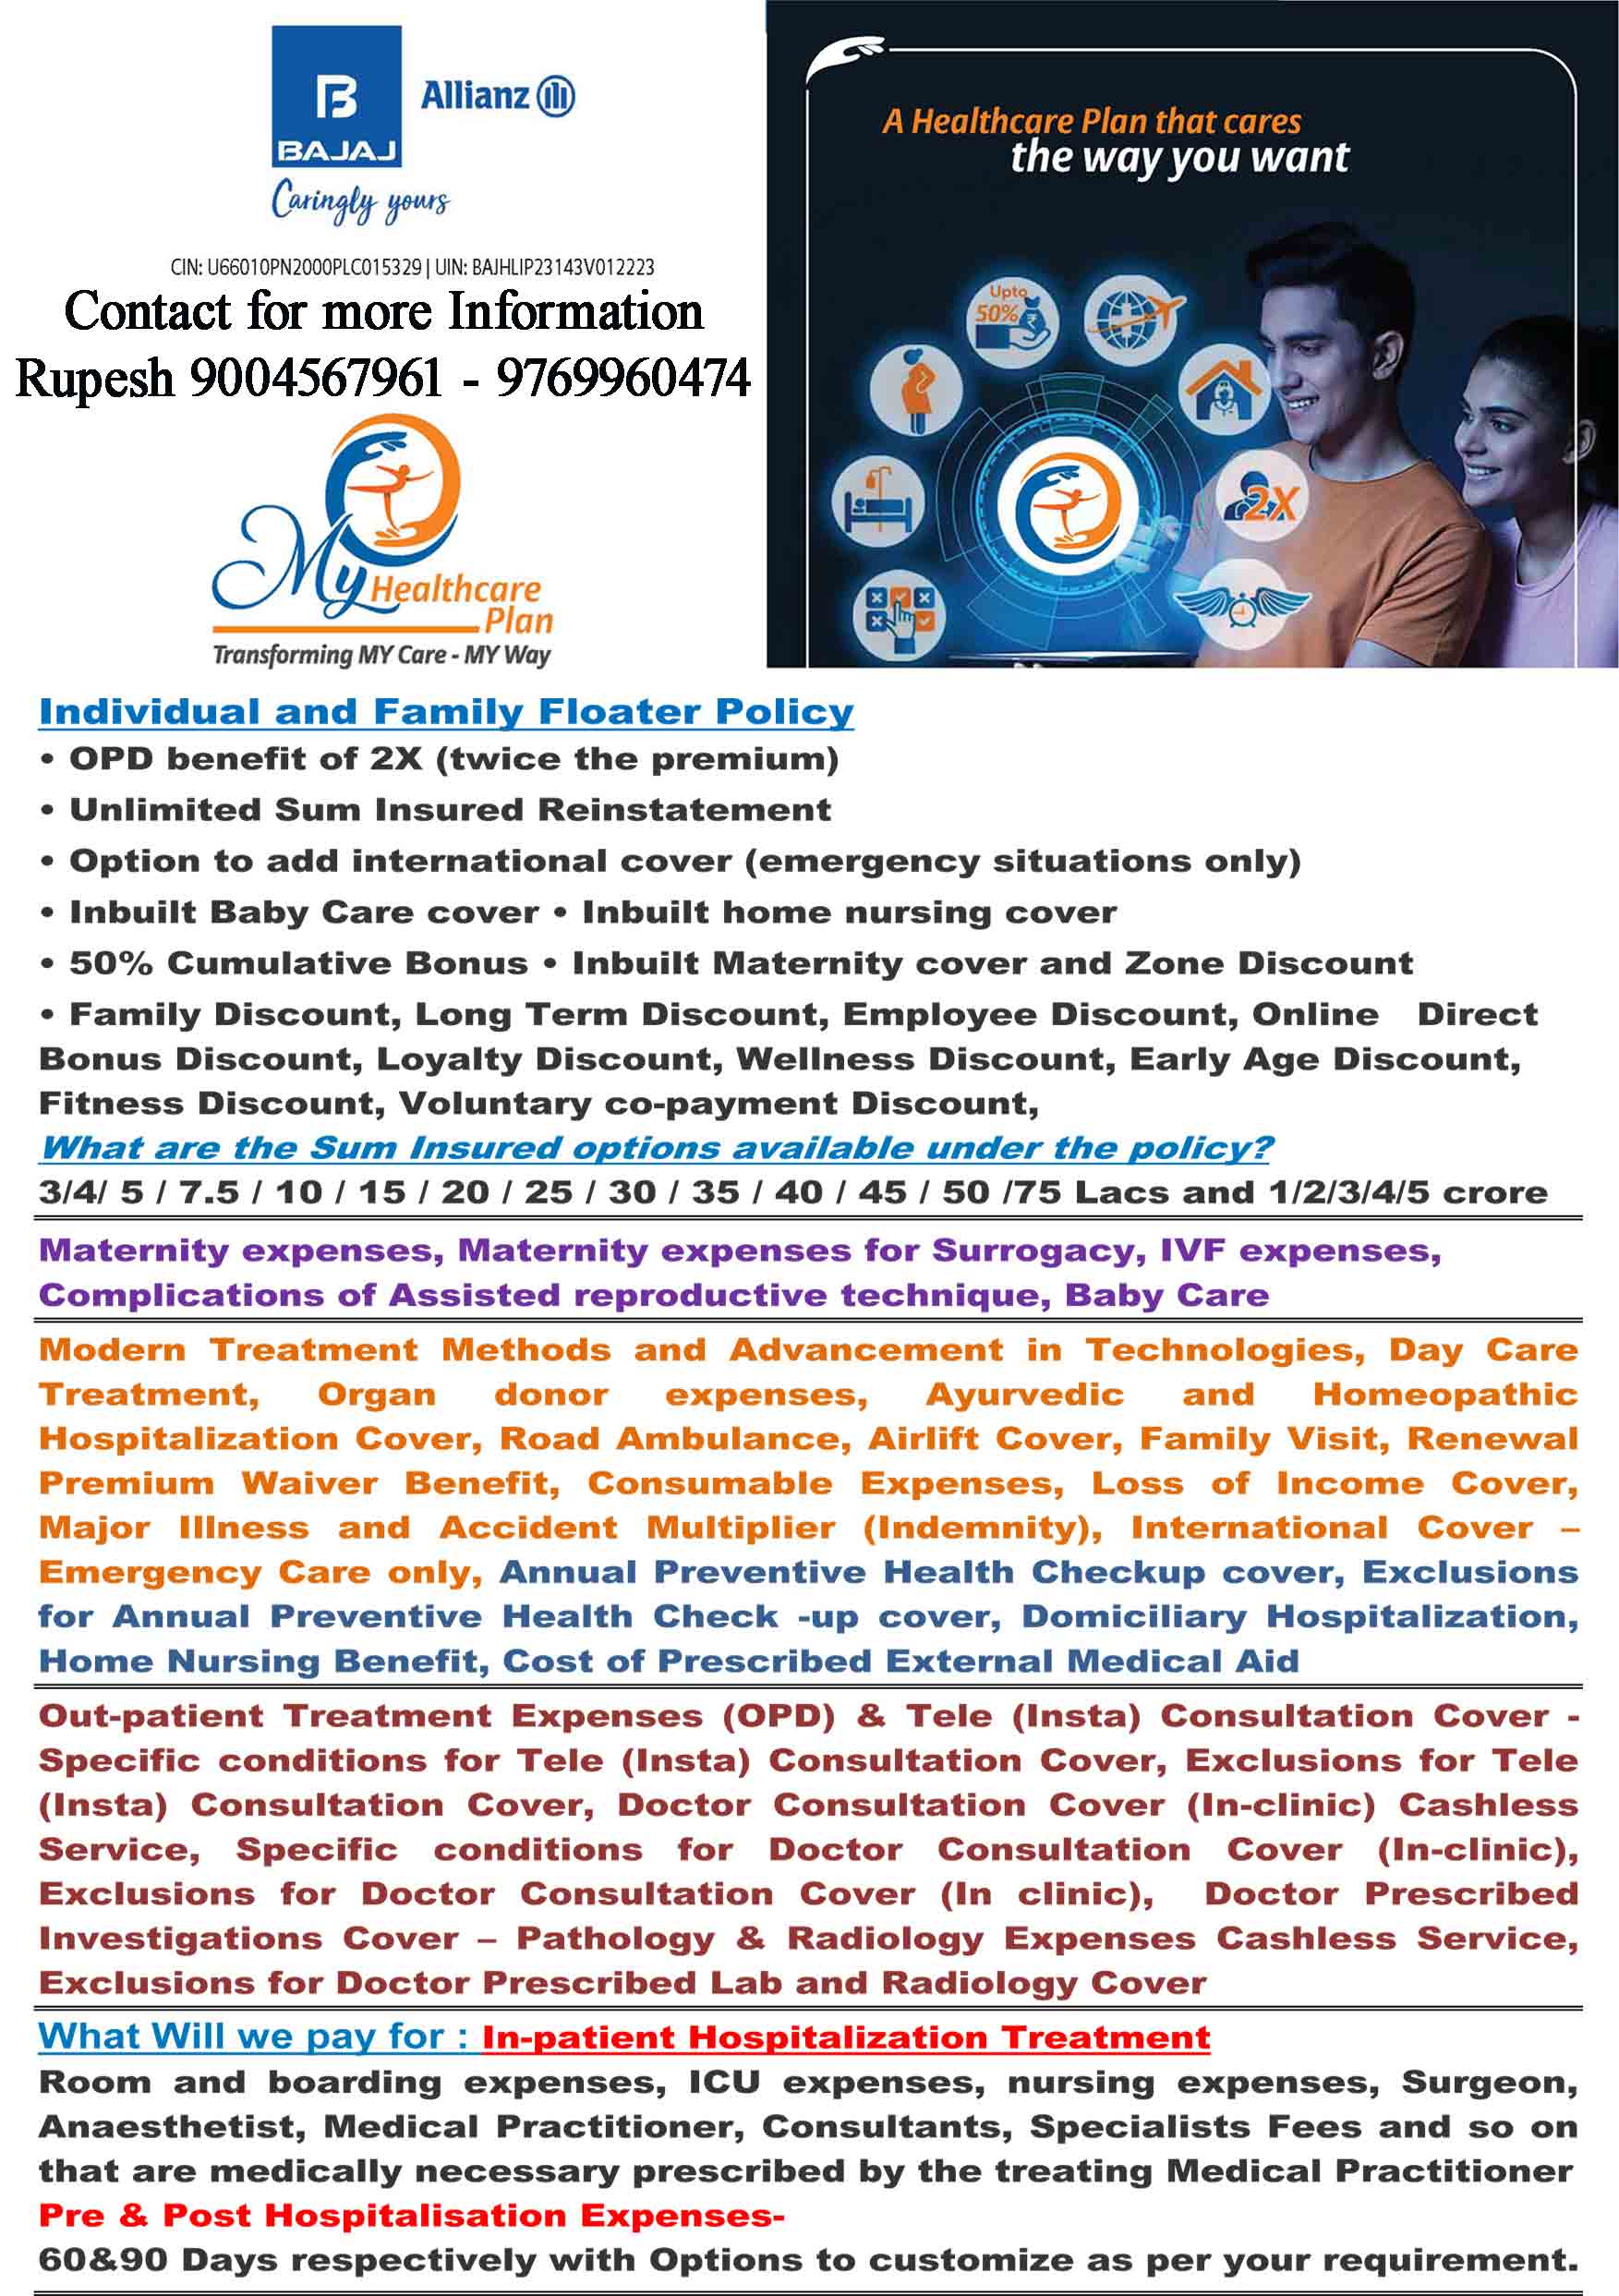 B
BAJAJ
Allianz
Caringly yours
CIN: U66010PN2000PLC015329 | UIN: BAJHLIP23143V012223
Contact for more Information
Rupesh 9004567961 - 9769960474
My Healthcare
Plan
Transforming MY Care - MY Way
A Healthcare Plan that cares
the way you want
Upto
50%
₹
2X
Individual and Family Floater Policy
• OPD benefit of 2X (twice the premium)
• Unlimited Sum Insured Reinstatement
• Option to add international cover (emergency situations only)
• Inbuilt Baby Care cover • Inbuilt home nursing cover
• 50% Cumulative Bonus • Inbuilt Maternity cover and Zone Discount
• Family Discount, Long Term Discount, Employee Discount, Online Direct
Bonus Discount, Loyalty Discount, Wellness Discount, Early Age Discount,
Fitness Discount, Voluntary co-payment Discount,
What are the Sum Insured options available under the policy?
3/4/ 5 / 7.5 / 10 / 15 / 20 / 25 / 30 / 35 / 40 / 45 / 50 /75 Lacs and 1/2/3/4/5 crore
Maternity expenses, Maternity expenses for Surrogacy, IVF expenses,
Complications of Assisted reproductive technique, Baby Care
Modern Treatment Methods and Advancement in Technologies, Day Care
Treatment, Organ donor expenses, Ayurvedic and Homeopathic
Hospitalization Cover, Road Ambulance, Airlift Cover, Family Visit, Renewal
Premium Waiver Benefit, Consumable Expenses, Loss of Income Cover,
Major Illness and Accident Multiplier (Indemnity), International Cover –
Emergency Care only, Annual Preventive Health Checkup cover, Exclusions
for Annual Preventive Health Check -up cover, Domiciliary Hospitalization,
Home Nursing Benefit, Cost of Prescribed External Medical Aid
Out-patient Treatment Expenses (OPD) & Tele (Insta) Consultation Cover -
Specific conditions for Tele (Insta) Consultation Cover, Exclusions for Tele
(Insta) Consultation Cover, Doctor Consultation Cover (In-clinic) Cashless
Service, Specific conditions for Doctor Consultation Cover (In-clinic),
Exclusions for Doctor Consultation Cover (In clinic), Doctor Prescribed
Investigations Cover – Pathology & Radiology Expenses Cashless Service,
Exclusions for Doctor Prescribed Lab and Radiology Cover
What Will we pay for : In-patient Hospitalization Treatment
Room and boarding expenses, ICU expenses, nursing expenses, Surgeon,
Anaesthetist, Medical Practitioner, Consultants, Specialists Fees and so on
that are medically necessary prescribed by the treating Medical Practitioner
Pre & Post Hospitalisation Expenses-
60&90 Days respectively with Options to customize as per your requirement.